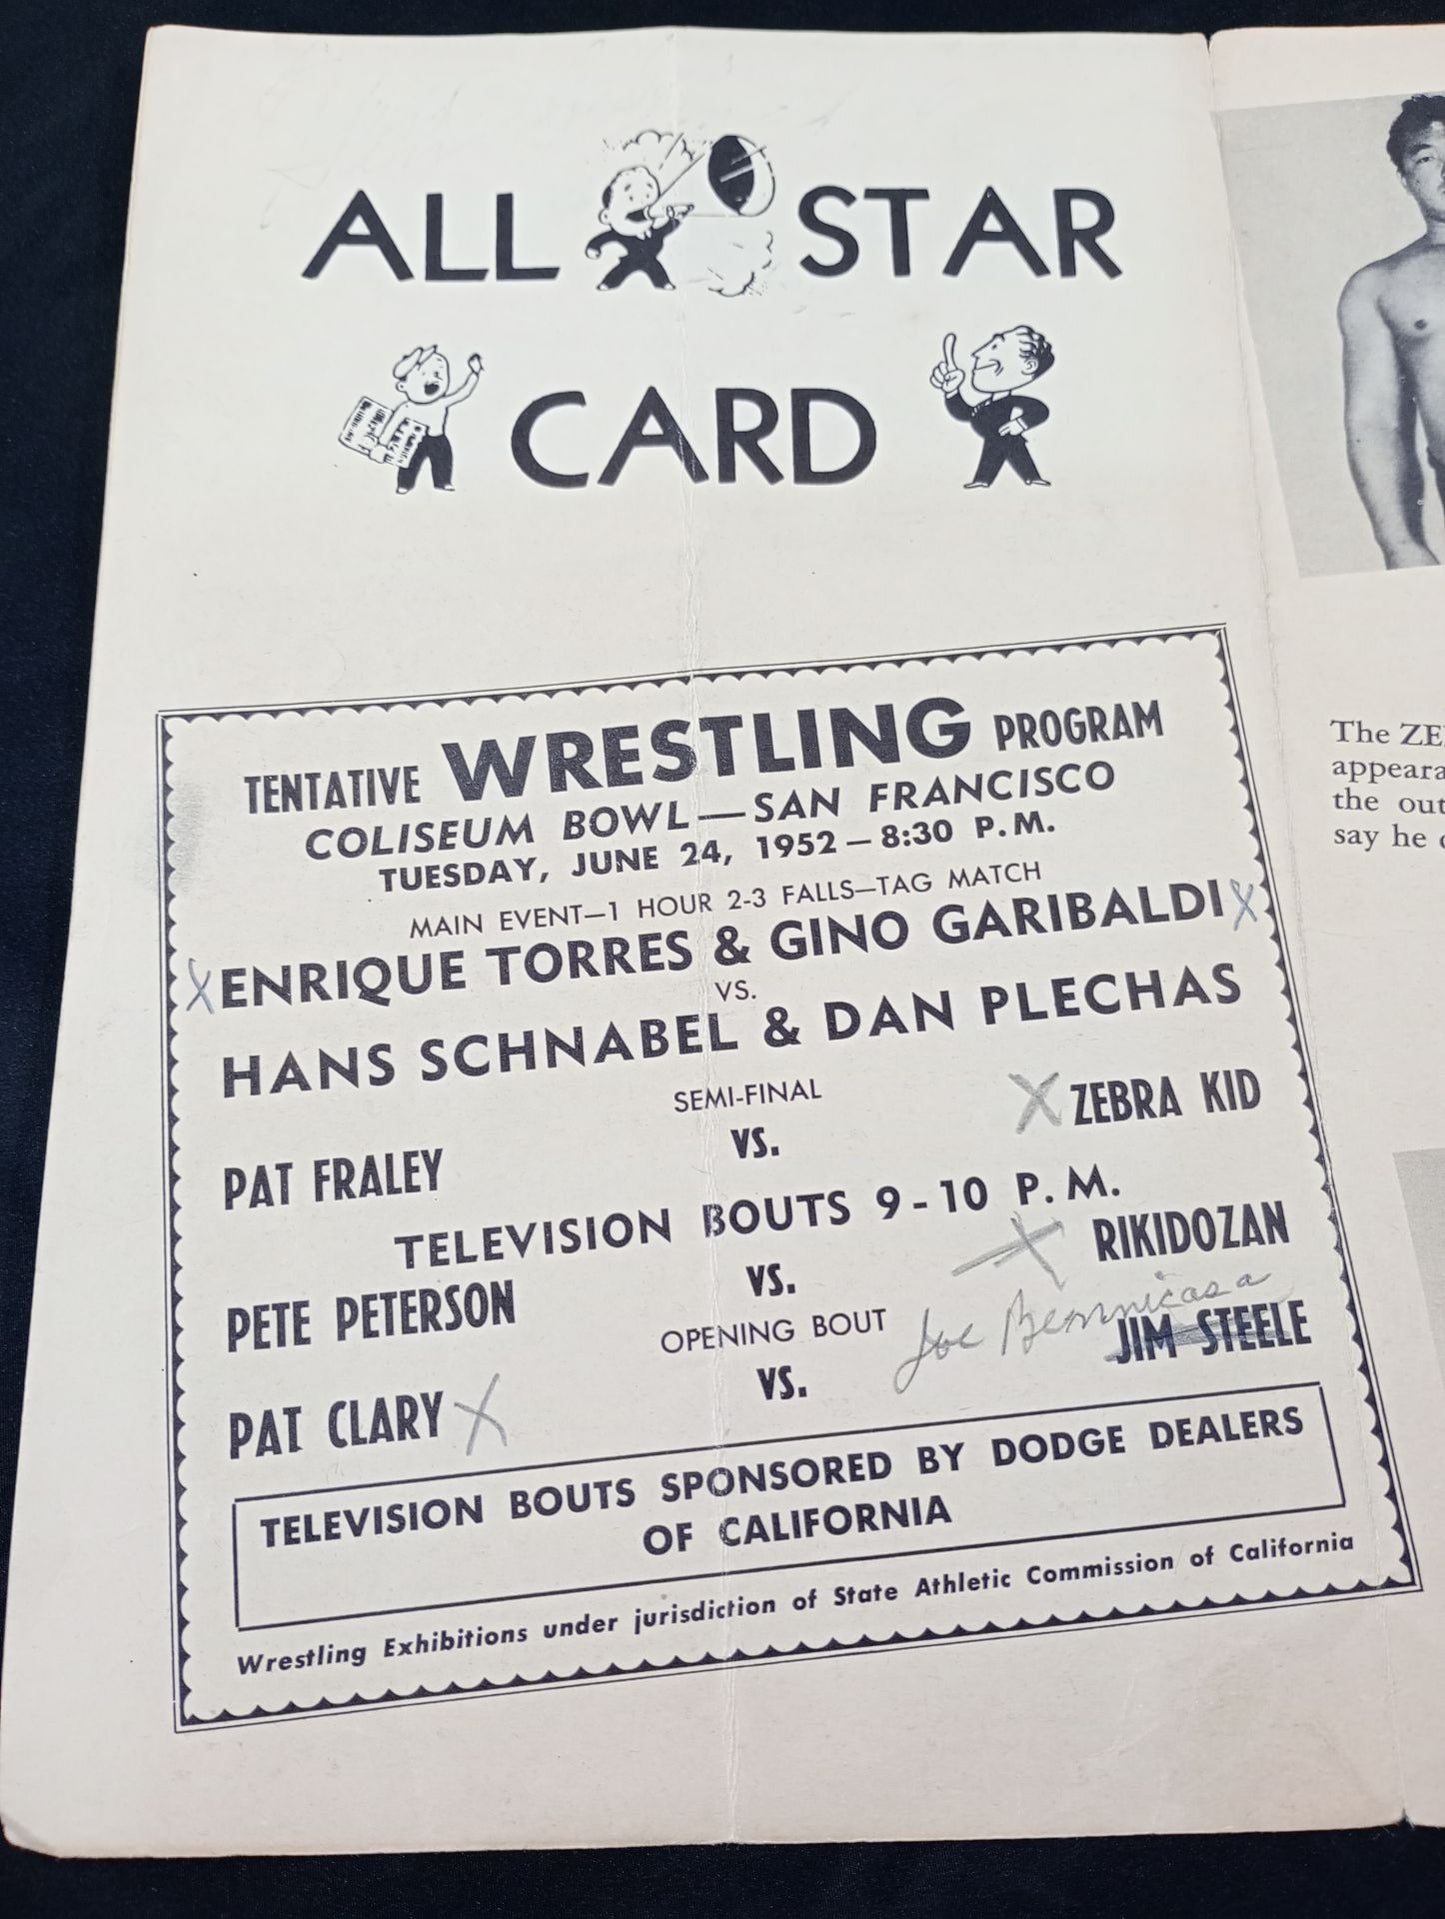 ALL STAR
CARD
TENTATIVE WRESTLING PROGRAM
COLISEUM BOWL—SAN FRANCISCO
TUESDAY, JUNE 24, 1952—8:30 P.M.
MAIN EVENT—1 HOUR 2-3 FALLS—TAG MATCH
X ENRIQUE TORRES & GINO GARIBALDI X
VS.
HANS SCHNABEL & DAN PLECHAS
SEMI-FINAL
PAT FRALEY VS. X ZEBRA KID
TELEVISION BOUTS 9-10 P.M.
PETE PETERSON VS. X RIKIDOZAN
OPENING BOUT
Joe
PAT CLARY X VS. JIM STEELE
TELEVISION BOUTS SPONSORED BY DODGE DEALERS
OF CALIFORNIA
Wrestling Exhibitions under jurisdiction of State Athletic Commission of California
The ZE
appeara
the out
say he